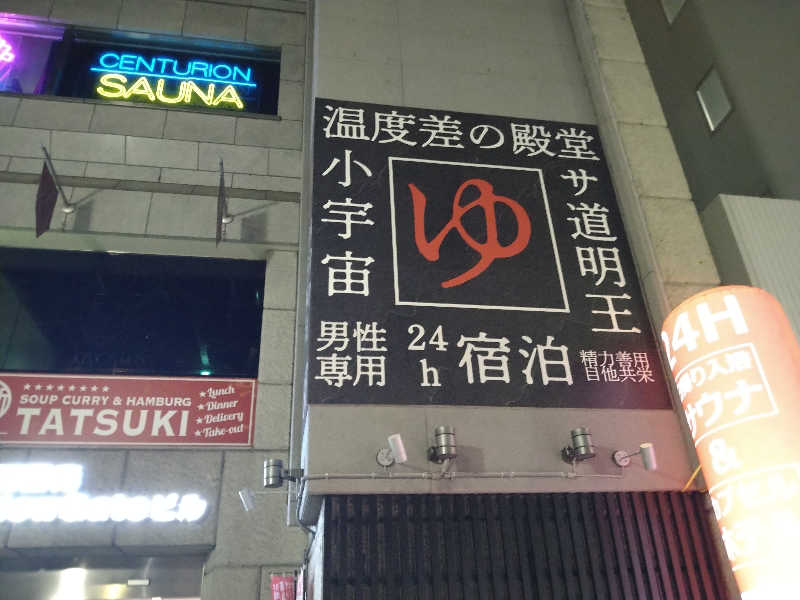 CENTURION
SAUNA
温度差の殿堂
小宇宙
ゆ
サ道明王
男性
専用
24
h
宿泊
精力善用
自他共栄
★★★★★★★★
SOUP CURRY & HAMBURG
TATSUKI
★Lunch
★Dinner
★Delivery
★Take-out
24H
サウナ
&